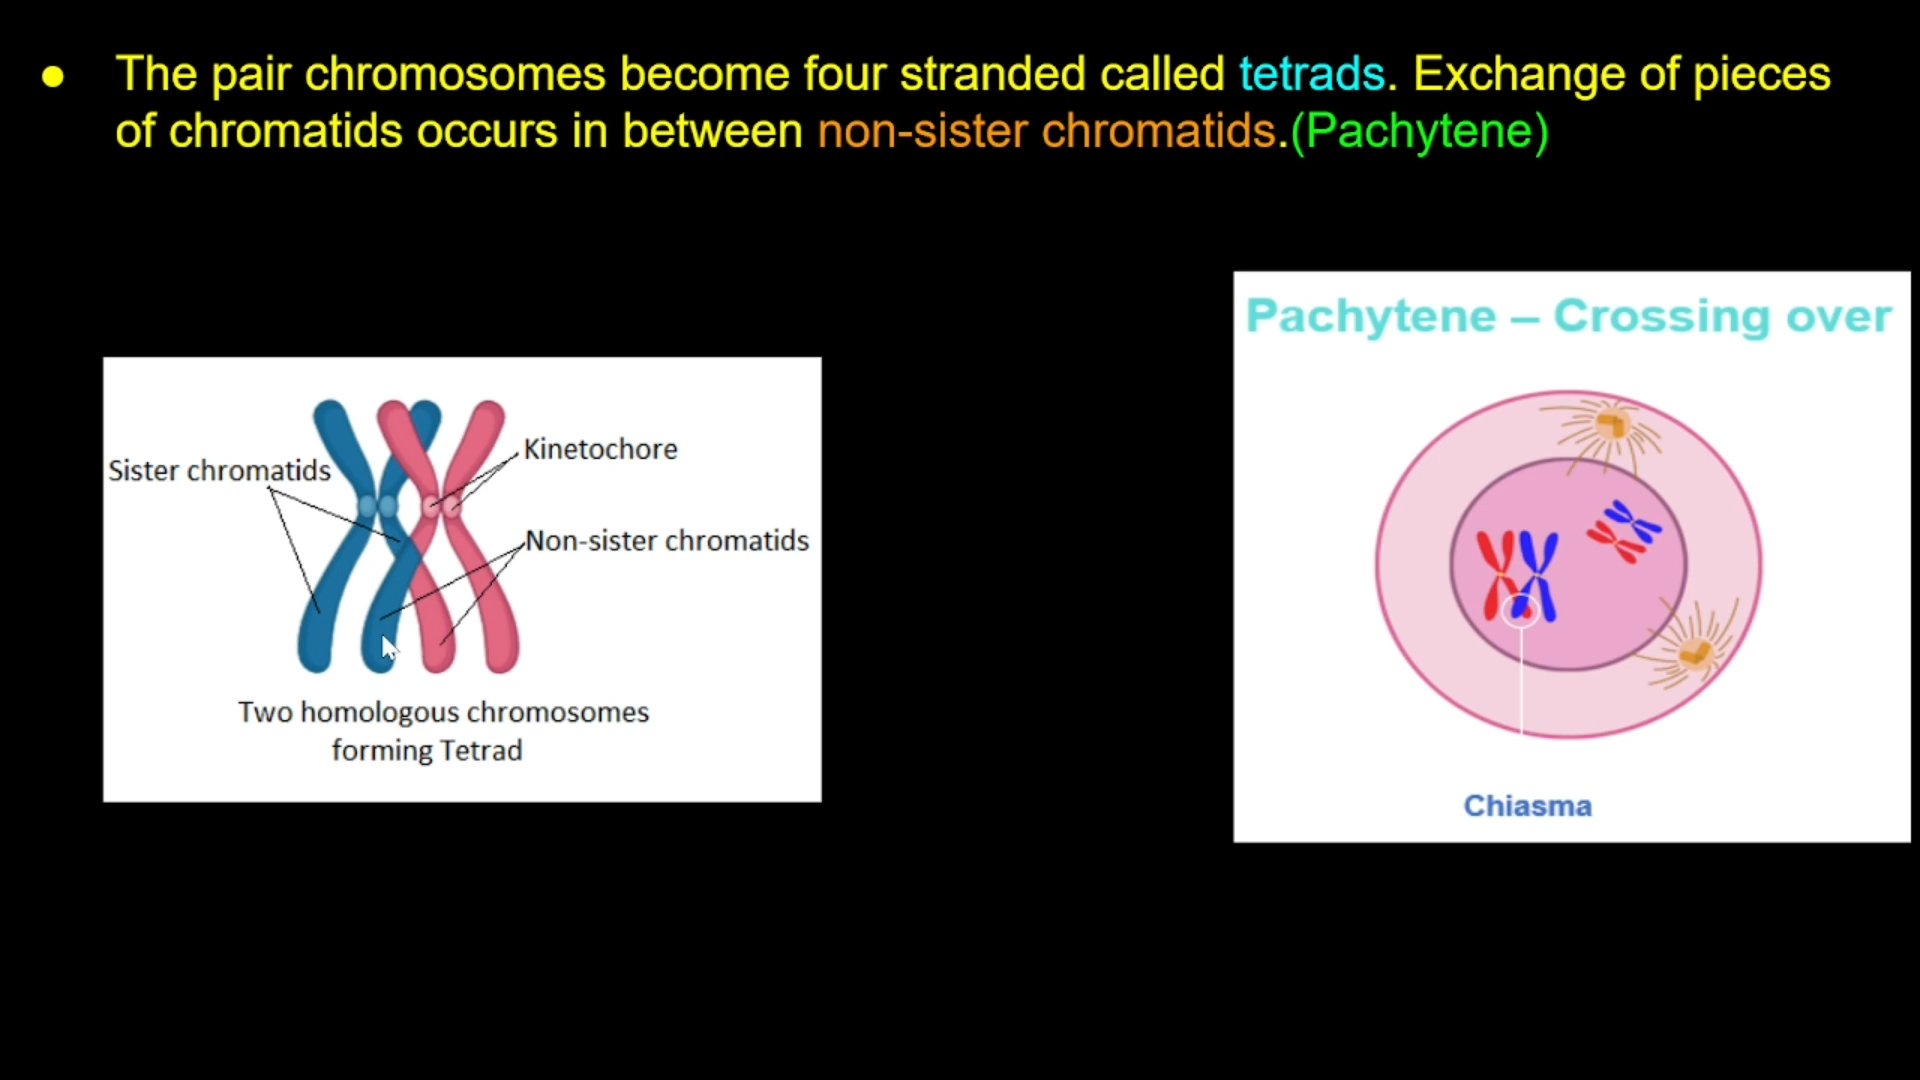 ● The pair chromosomes become four stranded called tetrads. Exchange of pieces
of chromatids occurs in between non-sister chromatids.(Pachytene)
Sister chromatids
Kinetochore
Non-sister chromatids
Two homologous chromosomes
forming Tetrad
Pachytene – Crossing over
Chiasma